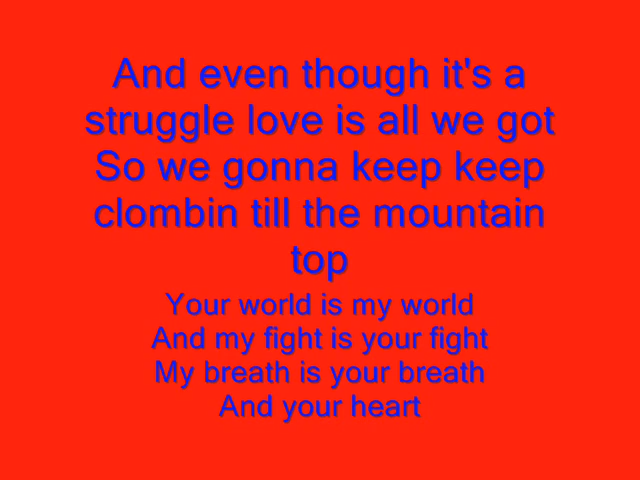 And even though it's a
struggle love is all we got
So we gonna keep keep
clombin till the mountain
top
Your world is my world
And my fight is your fight
My breath is your breath
And your heart